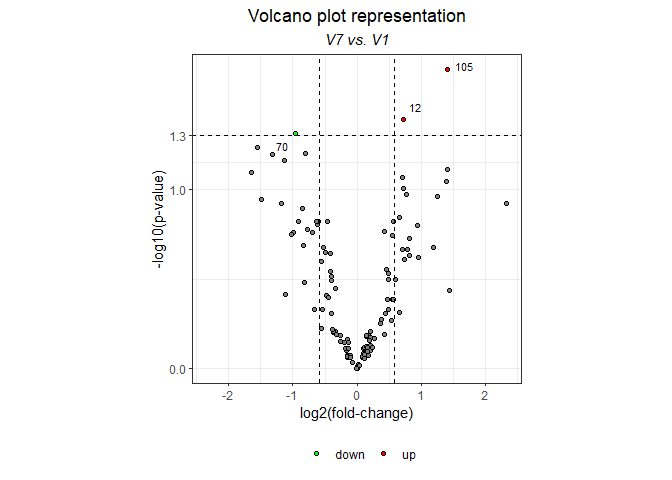 Volcano plot representation
V7 vs. V1
105
12
1.3
70
1.0
-log10(p-value)
0.0
-2 -1 0 1 2
log2(fold-change)
down up